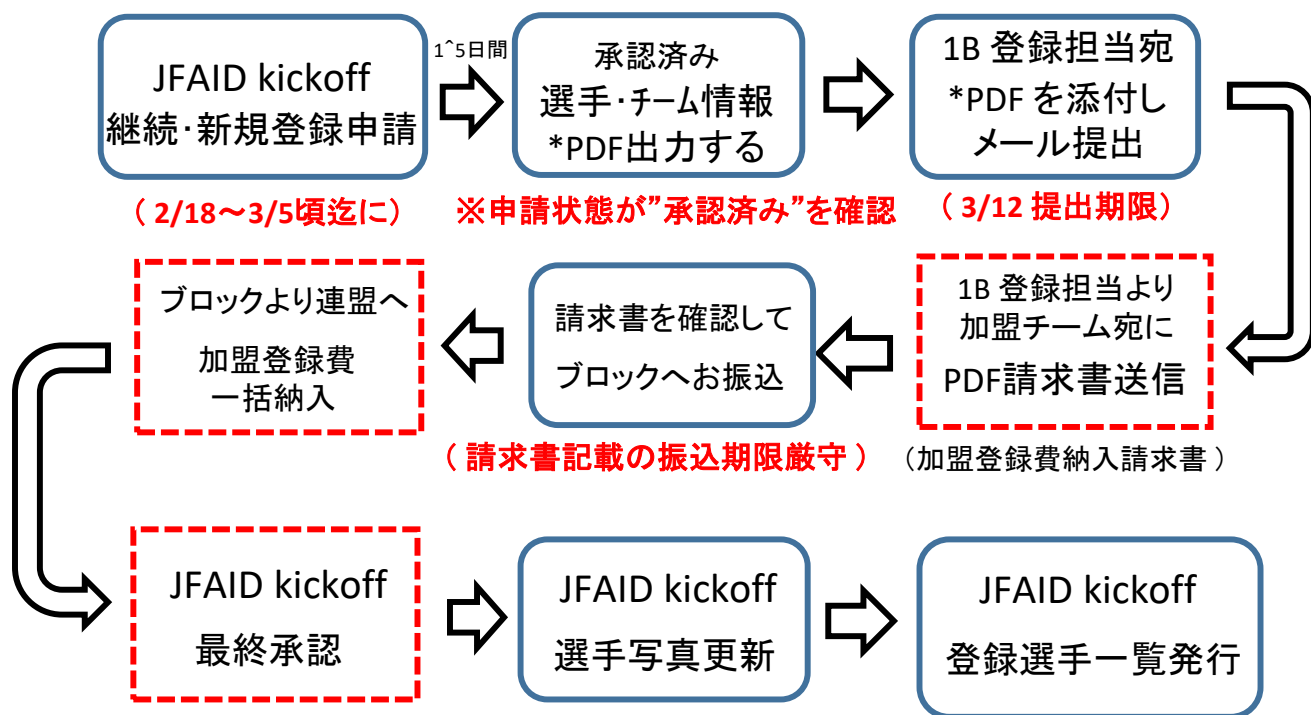 JFAID kickoff
継続･新規登録申請
1^5日間
承認済み
選手･チーム情報
*PDF出力する
1B 登録担当宛
*PDF を添付し
メール提出
（ 2/18～3/5頃迄に）
※申請状態が”承認済み”を確認
（ 3/12 提出期限）
1B 登録担当より
加盟チーム宛に
PDF請求書送信
（加盟登録費納入請求書 ）
請求書を確認して
ブロックへお振込
（ 請求書記載の振込期限厳守 ）
ブロックより連盟へ
加盟登録費
一括納入
JFAID kickoff
最終承認
JFAID kickoff
選手写真更新
JFAID kickoff
登録選手一覧発行